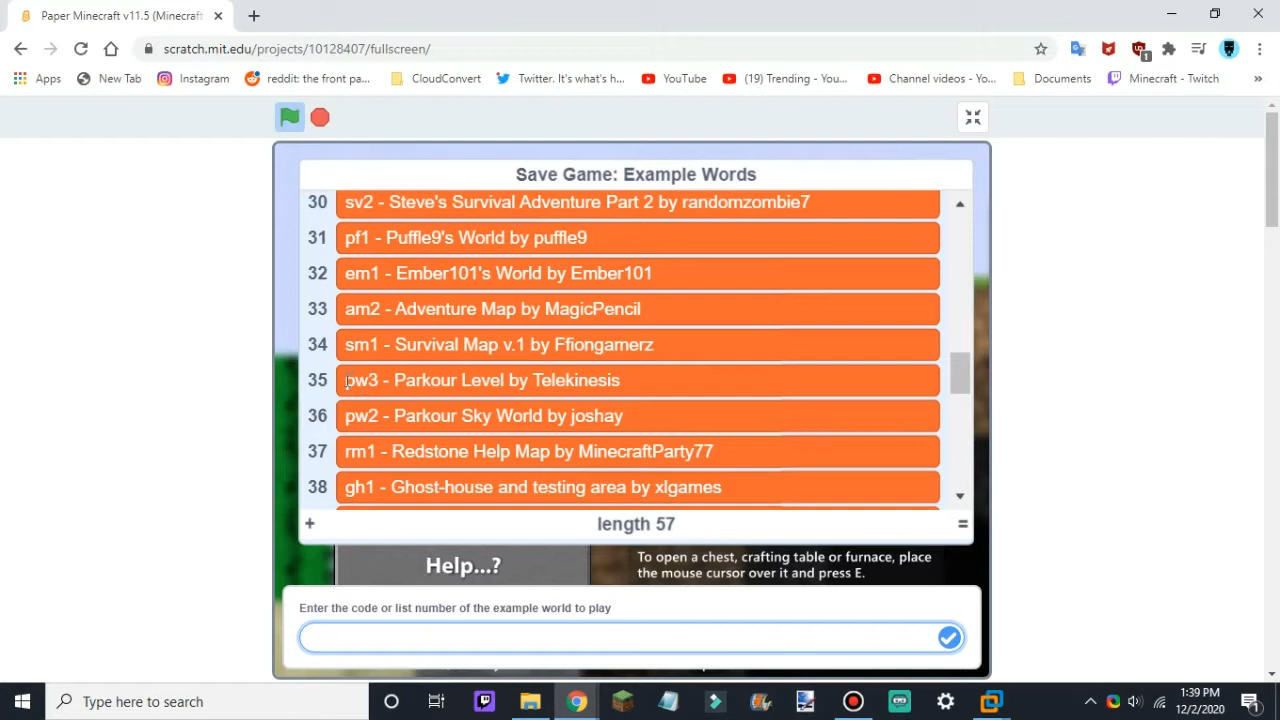 Paper Minecraft v11.5 (Minecraft
scratch.mit.edu/projects/10128407/fullscreen/
1
Apps New Tab Instagram reddit: the front pa... CloudConvert Twitter. It's what's h... YouTube (19) Trending - You... Channel videos - Yo... Documents Minecraft - Twitch »
Save Game: Example Words
30 sv2 - Steve's Survival Adventure Part 2 by randomzombie7
31 pf1 - Puffle9's World by puffle9
32 em1 - Ember101's World by Ember101
33 am2 - Adventure Map by MagicPencil
34 sm1 - Survival Map v.1 by Ffiongamerz
35 pw3 - Parkour Level by Telekinesis
36 pw2 - Parkour Sky World by joshay
37 rm1 - Redstone Help Map by MinecraftParty77
38 gh1 - Ghost-house and testing area by xlgames
+ length 57 =
Help...?
To open a chest, crafting table or furnace, place
the mouse cursor over it and press E.
Enter the code or list number of the example world to play
Type here to search
1:39 PM
12/2/2020
1